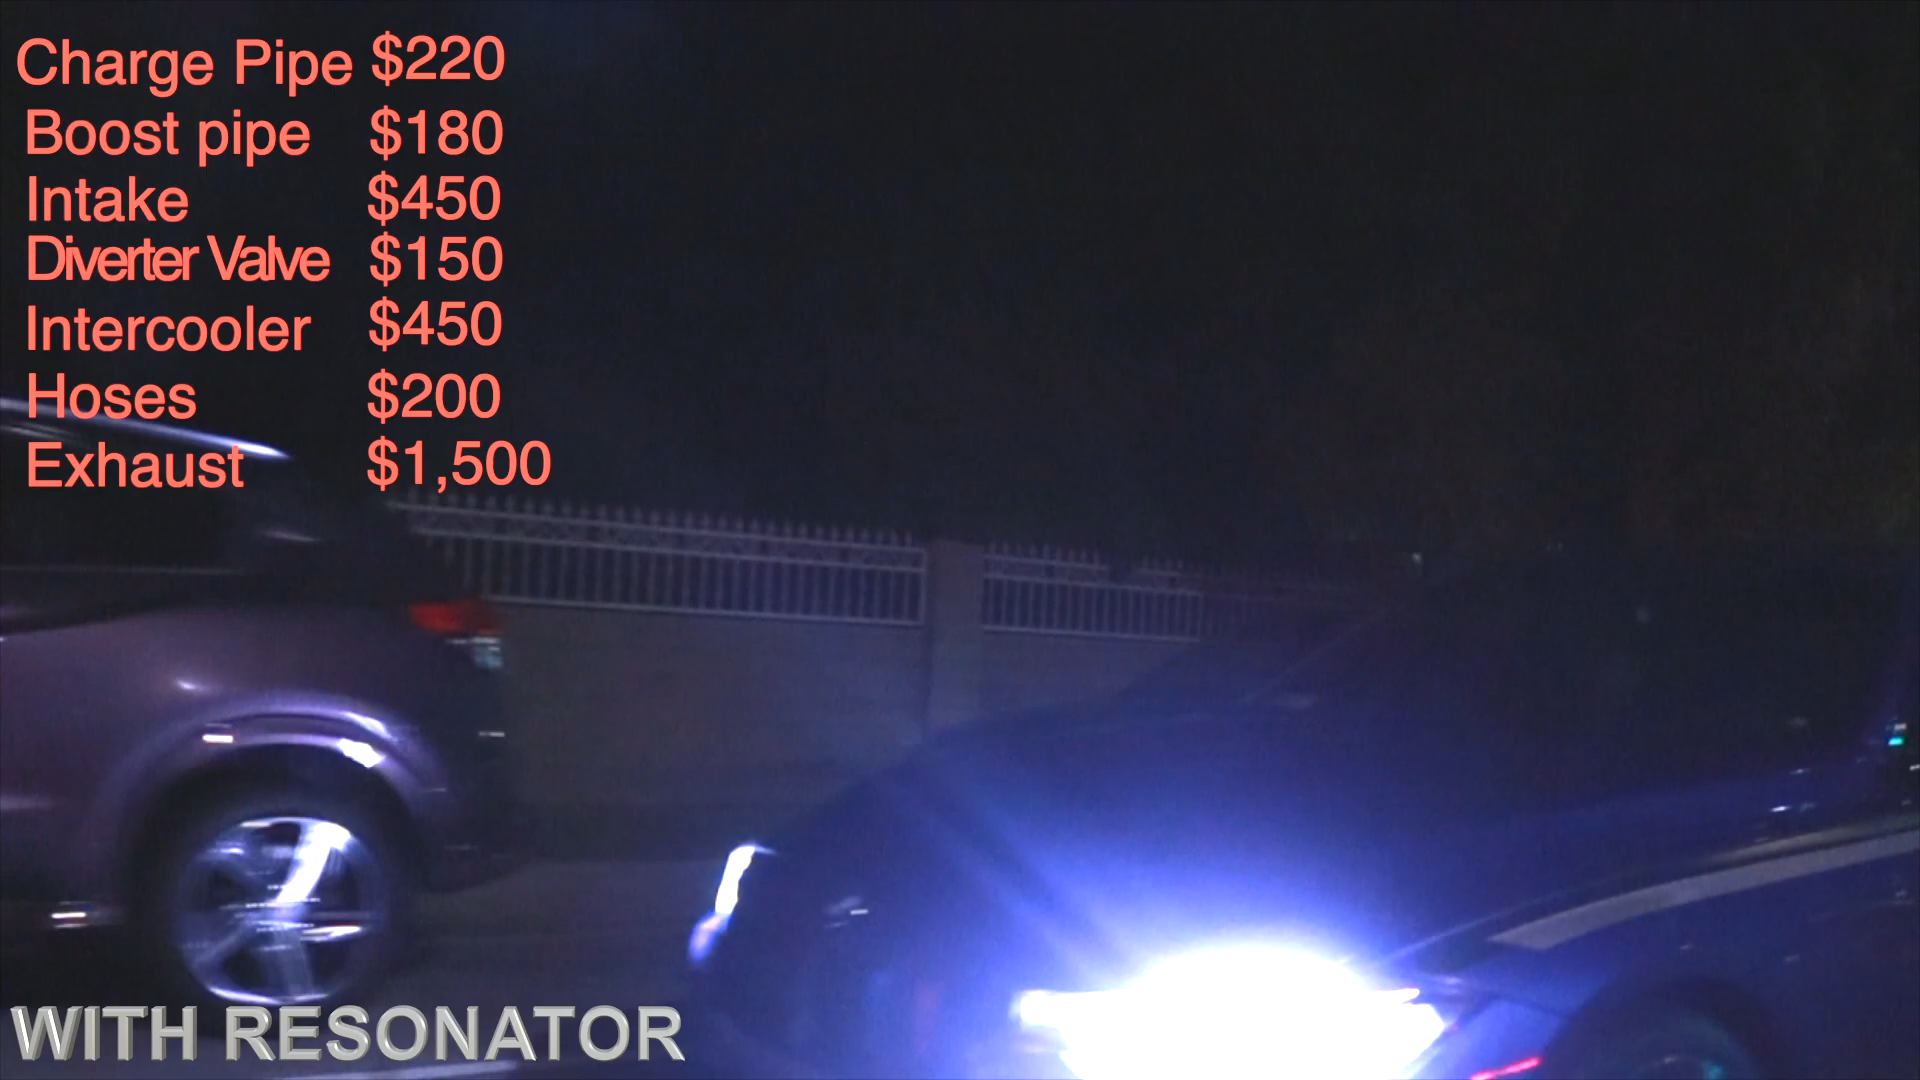 Charge Pipe $220
Boost pipe $180
Intake $450
Diverter Valve $150
Intercooler $450
Hoses $200
Exhaust $1,500
WITH RESONATOR